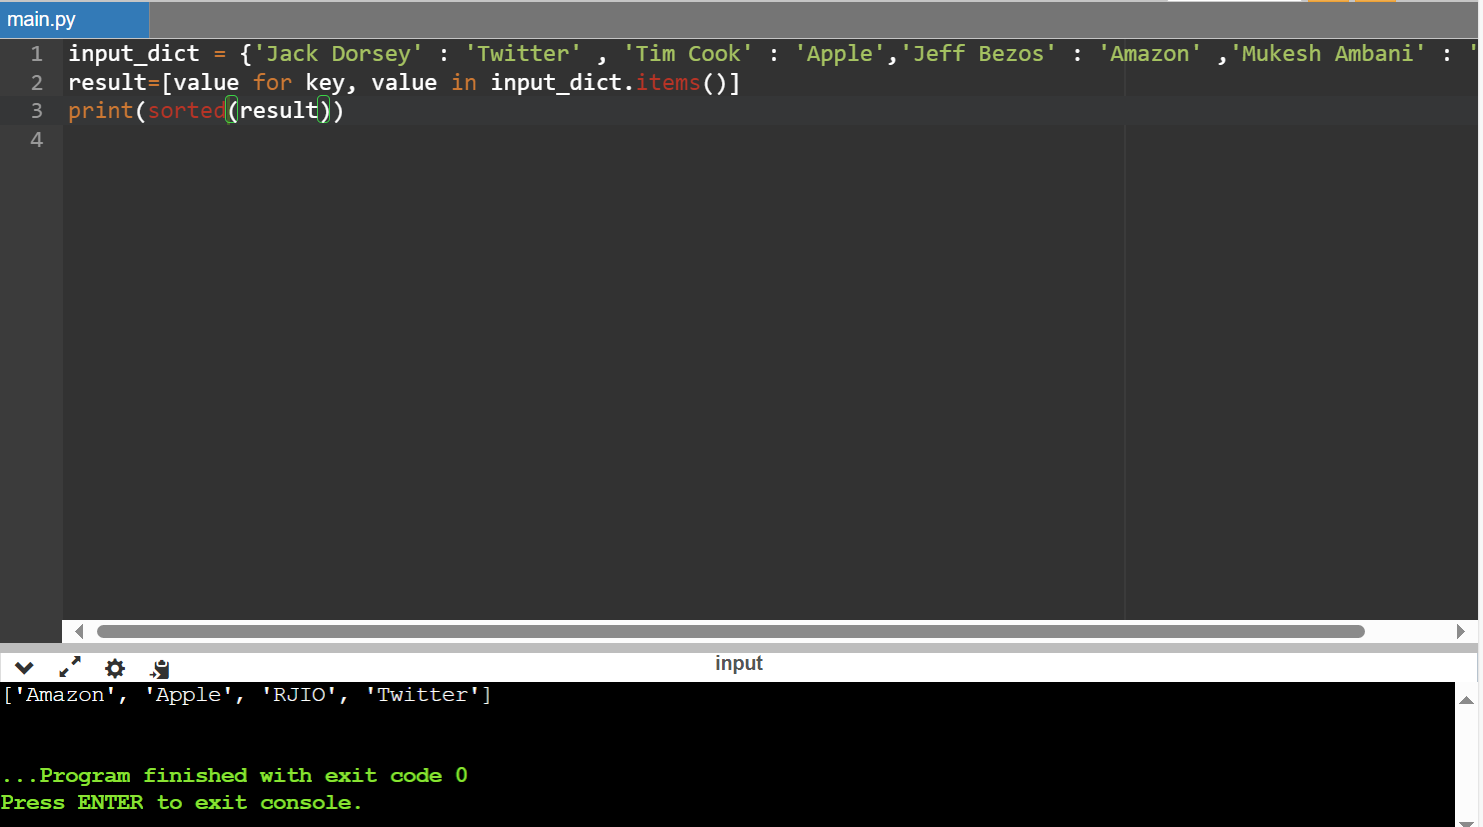 main.py
1 input_dict = {'Jack Dorsey' : 'Twitter' , 'Tim Cook' : 'Apple','Jeff Bezos' : 'Amazon' ,'Mukesh Ambani' : '
2 result=[value for key, value in input_dict.items()]
3 print(sorted(result))
4
input
['Amazon', 'Apple', 'RJIO', 'Twitter']
...Program finished with exit code 0
Press ENTER to exit console.